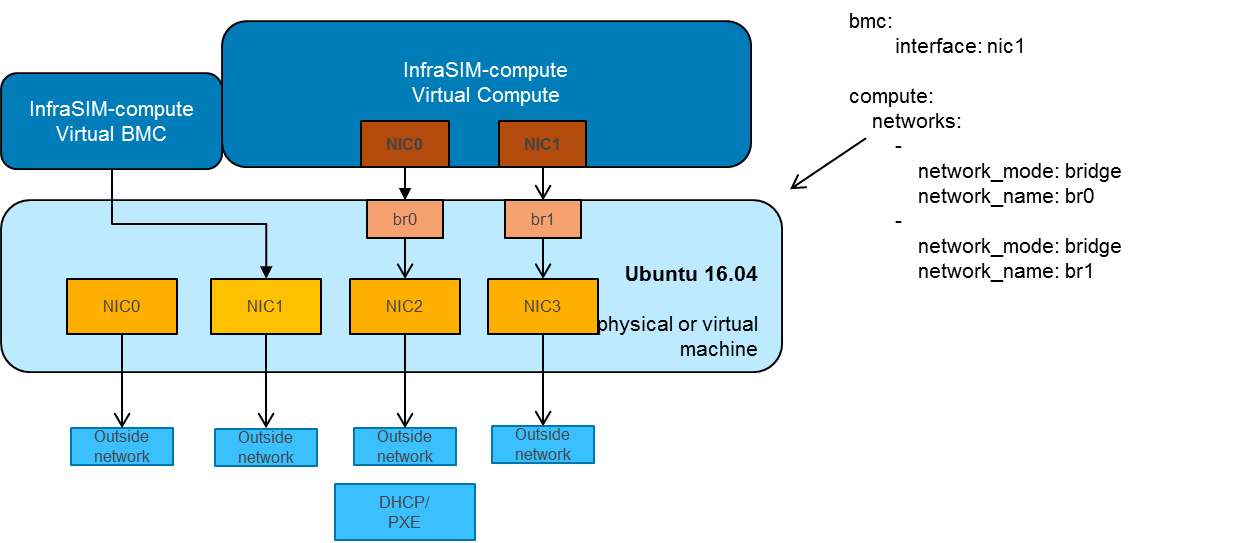 InfraSIM-compute
Virtual BMC
InfraSIM-compute
Virtual Compute
NIC0
NIC1
br0
br1
Ubuntu 16.04
physical or virtual
machine
NIC0
NIC1
NIC2
NIC3
Outside
network
Outside
network
Outside
network
Outside
network
DHCP/
PXE
bmc:
interface: nic1
compute:
networks:
-
network_mode: bridge
network_name: br0
-
network_mode: bridge
network_name: br1